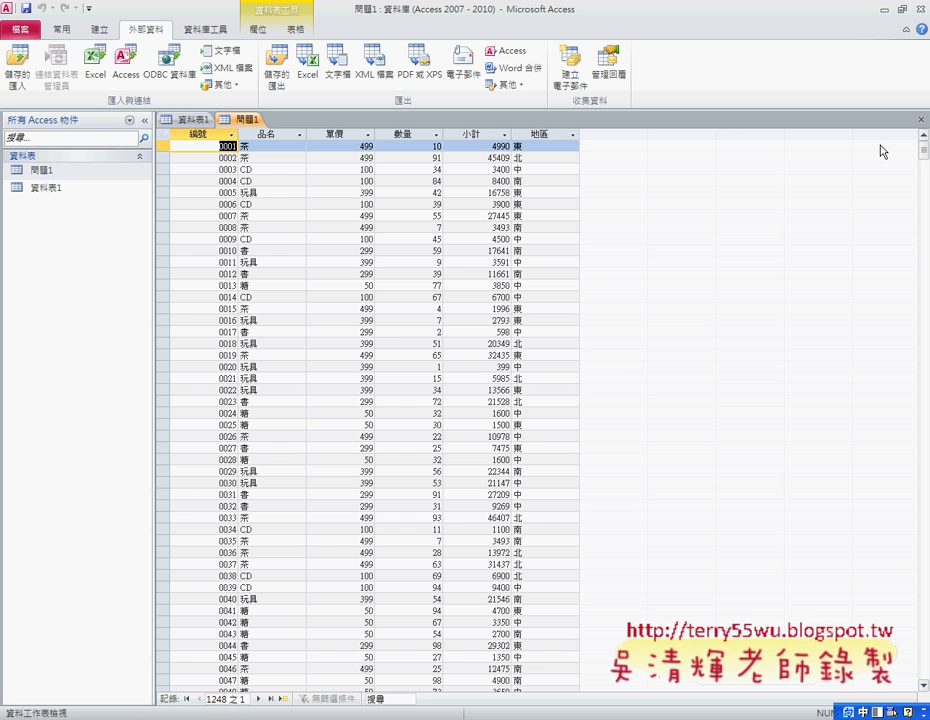 資料表工具
問題1 : 資料庫 (Access 2007 - 2010) - Microsoft Access
檔案 常用 建立 外部資料 資料庫工具 欄位 表格
儲存的匯入 連結資料表管理員 Excel Access ODBC 資料庫 文字檔 XML 檔案 其他
儲存的匯出 Excel 文字檔 XML 檔案 PDF 或 XPS 電子郵件 Access Word 合併 其他
建立電子郵件 管理回覆
匯入與連結 匯出 收集資料
所有 Access 物件
搜尋...
資料表
問題1
資料表1
資料表1 問題1
編號 品名 單價 數量 小計 地區
0001 茶 499 10 4990 東
0002 茶 499 91 45409 北
0003 CD 100 34 3400 中
0004 CD 100 84 8400 南
0005 玩具 399 42 16758 東
0006 CD 100 39 3900 東
0007 茶 499 55 27445 東
0008 茶 499 7 3493 南
0009 CD 100 45 4500 中
0010 書 299 59 17641 南
0011 玩具 399 9 3591 中
0012 書 299 39 11661 南
0013 糖 50 77 3850 中
0014 CD 100 67 6700 中
0015 茶 499 4 1996 東
0016 玩具 399 7 2793 東
0017 書 299 2 598 中
0018 玩具 399 51 20349 北
0019 茶 499 65 32435 東
0020 玩具 399 1 399 中
0021 玩具 399 15 5985 北
0022 玩具 399 34 13566 東
0023 書 299 72 21528 北
0024 糖 50 32 1600 中
0025 糖 50 30 1500 東
0026 茶 499 22 10978 中
0027 書 299 25 7475 東
0028 糖 50 32 1600 中
0029 玩具 399 56 22344 南
0030 玩具 399 53 21147 中
0031 書 299 91 27209 中
0032 書 299 31 9269 中
0033 茶 499 93 46407 北
0034 CD 100 11 1100 南
0035 茶 499 7 3493 南
0036 茶 499 28 13972 北
0037 茶 499 63 31437 北
0038 CD 100 69 6900 北
0039 CD 100 94 9400 中
0040 玩具 399 54 21546 南
0041 糖 50 94 4700 東
0042 糖 50 67 3350 中
0043 糖 50 54 2700 南
0044 書 299 98 29302 東
0045 糖 50 27 1350 中
0046 茶 499 25 12475 南
0047 糖 50 98 4900 南
http://terry55wu.blogspot.tw
吳清輝老師錄製
記錄: 1248 之 1 無篩選條件 搜尋
資料工作表檢視
NUM
中